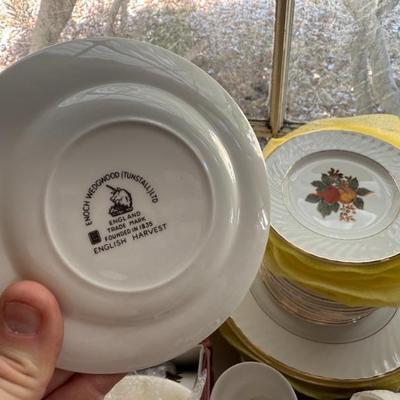 ENOCH WEDGWOOD (TUNSTALL) LTD
ENGLAND
TRADE MARK
FOUNDED IN 1835
ENGLISH HARVEST